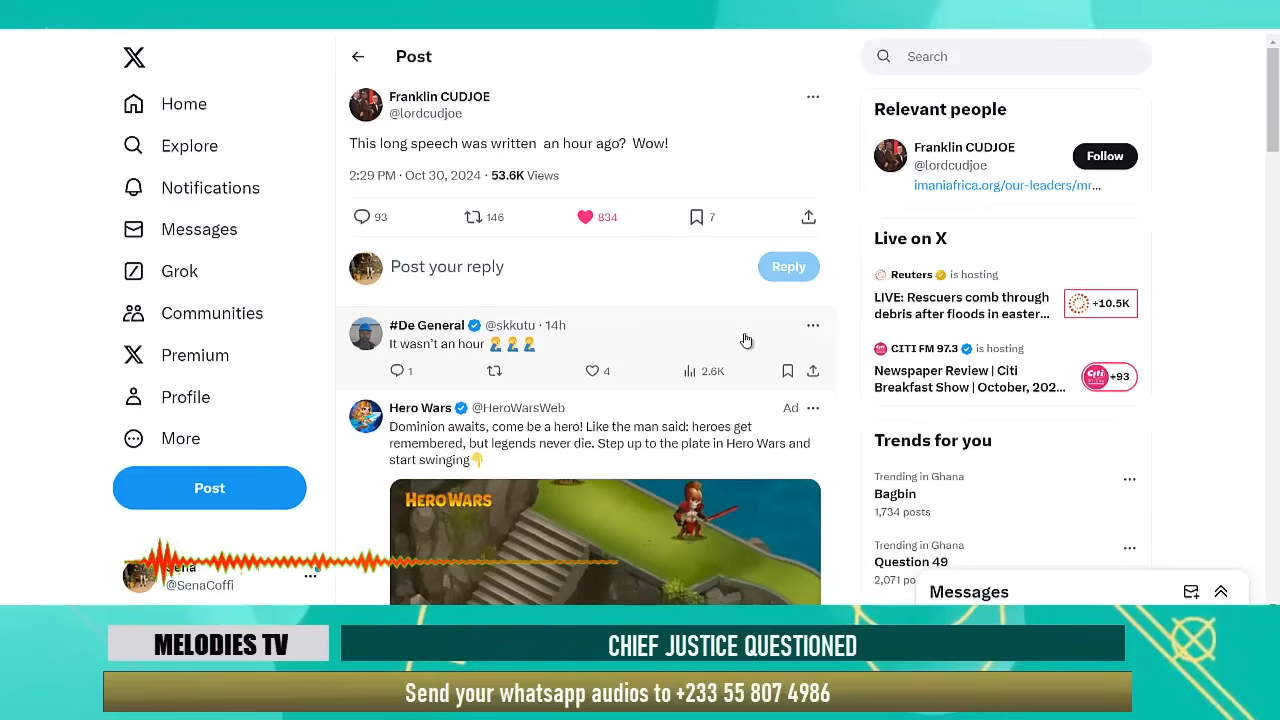 Home
Explore
Notifications
Messages
Grok
Communities
Premium
Profile
More
Post
Sena
@SenaCoffi
Post
Franklin CUDJOE
@lordcudjoe
This long speech was written an hour ago? Wow!
2:29 PM · Oct 30, 2024 · 53.6K Views
93 146 834 7
Post your reply
Reply
#De General @skkutu · 14h
It wasn't an hour 🤦‍♂️🤦‍♂️🤦‍♂️
1 4 2.6K
Hero Wars @HeroWarsWeb Ad
Dominion awaits, come be a hero! Like the man said: heroes get
remembered, but legends never die. Step up to the plate in Hero Wars and
start swinging👇
HEROWARS
Search
Relevant people
Franklin CUDJOE
@lordcudjoe
Follow
imaniafrica.org/our-leaders/mr...
Live on X
Reuters is hosting
LIVE: Rescuers comb through
debris after floods in easter...
+10.5K
CITI FM 97.3 is hosting
Newspaper Review | Citi
Breakfast Show | October, 202...
Citi +93
Trends for you
Trending in Ghana
Bagbin
1,734 posts
Trending in Ghana
Question 49
2,071 po
Messages
MELODIES TV
CHIEF JUSTICE QUESTIONED
Send your whatsapp audios to +233 55 807 4986